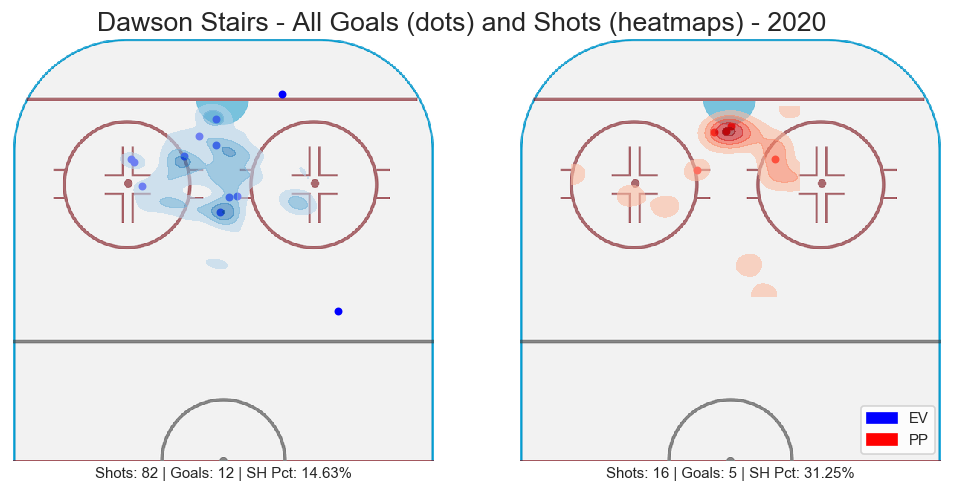 Dawson Stairs - All Goals (dots) and Shots (heatmaps) - 2020
EV
PP
Shots: 82 | Goals: 12 | SH Pct: 14.63%
Shots: 16 | Goals: 5 | SH Pct: 31.25%